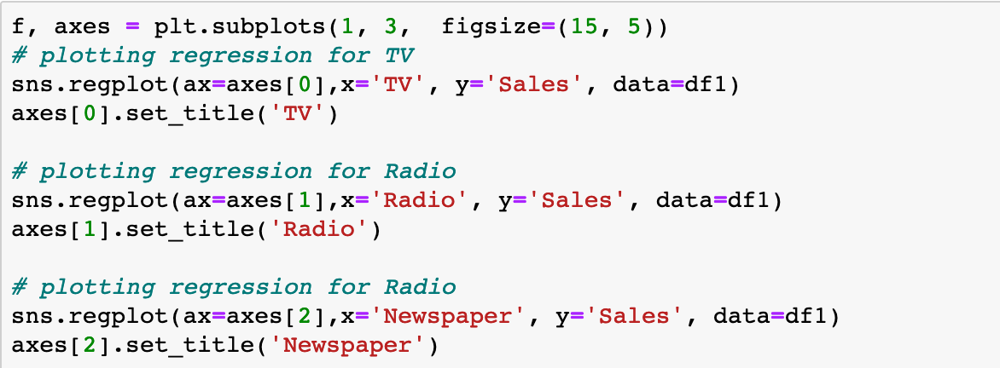 f, axes = plt.subplots(1, 3,  figsize=(15, 5))
# plotting regression for TV
sns.regplot(ax=axes[0],x='TV', y='Sales', data=df1)
axes[0].set_title('TV')
# plotting regression for Radio
sns.regplot(ax=axes[1],x='Radio', y='Sales', data=df1)
axes[1].set_title('Radio')
# plotting regression for Radio
sns.regplot(ax=axes[2],x='Newspaper', y='Sales', data=df1)
axes[2].set_title('Newspaper')